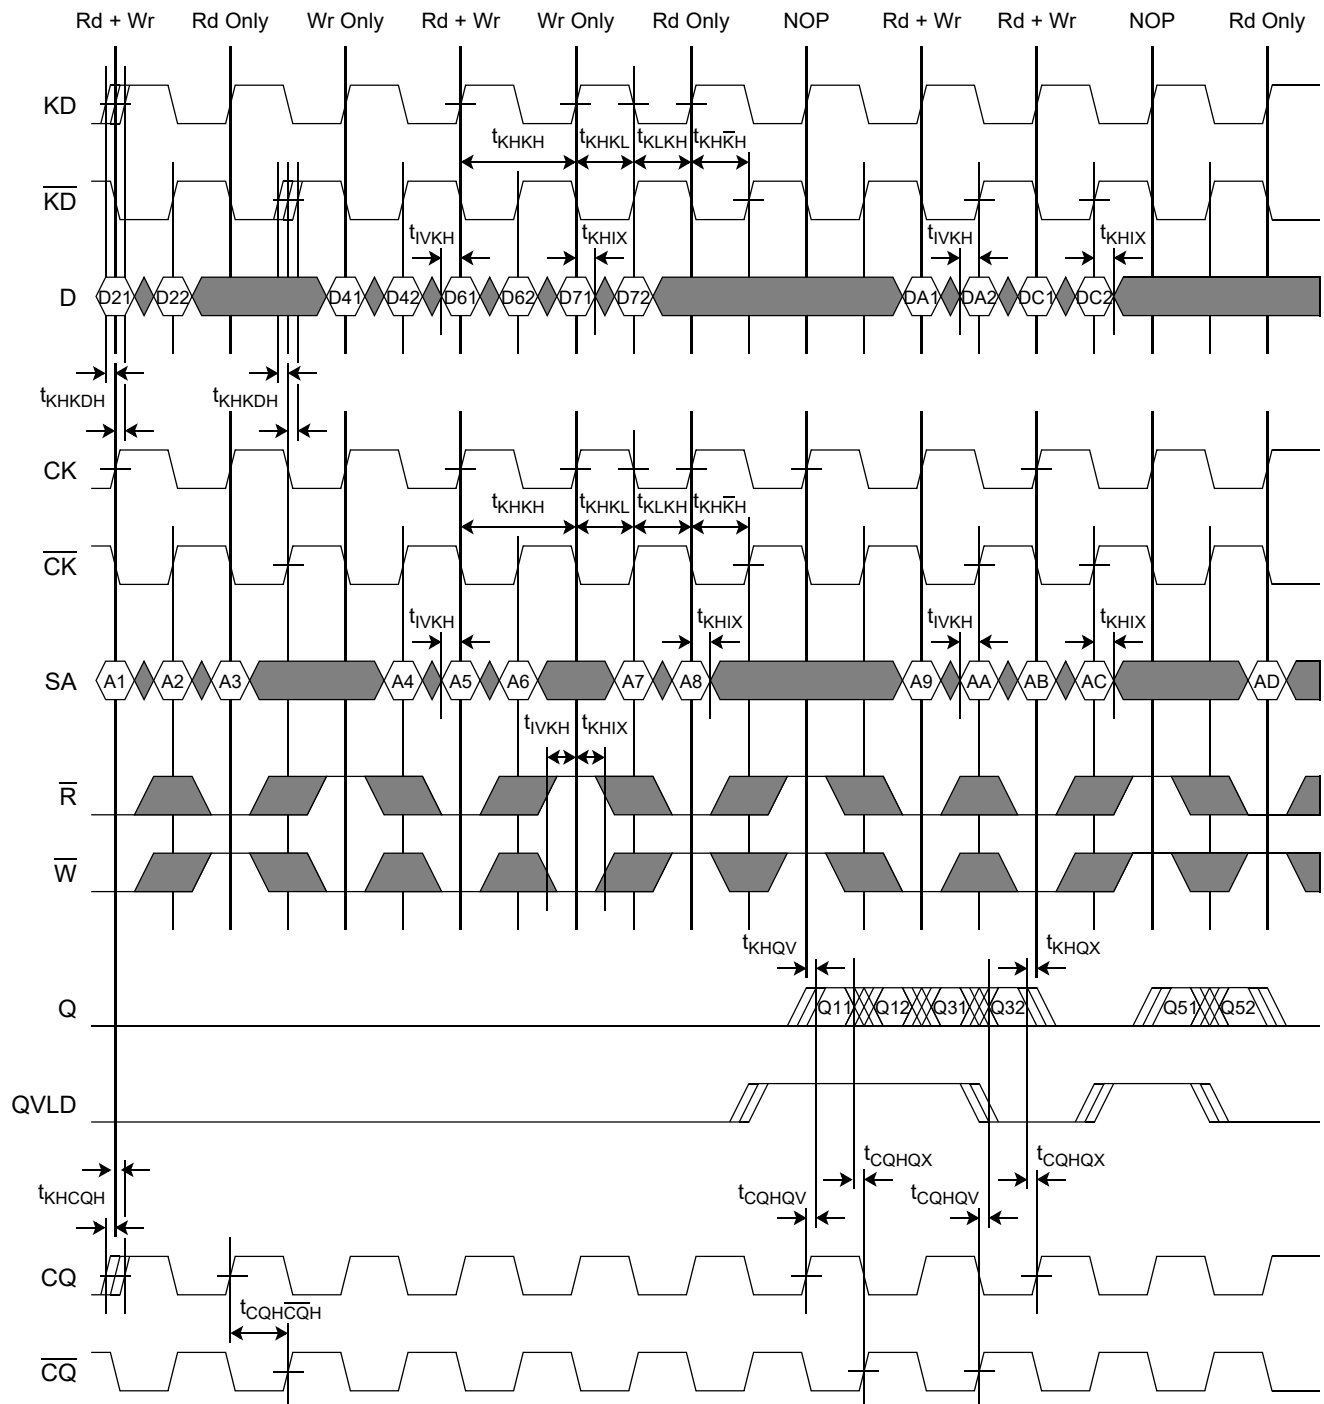 Rd + Wr Rd Only Wr Only Rd + Wr Wr Only Rd Only NOP Rd + Wr Rd + Wr NOP Rd Only
KD
tKHKH tKHKL tKLKH tKHK̅H
K̅D̅
tIVKH tKHIX tIVKH tKHIX
D D21 D22 D41 D42 D61 D62 D71 D72 DA1 DA2 DC1 DC2
tKHKDH tKHKDH
CK
tKHKH tKHKL tKLKH tKHK̅H
C̅K̅
tIVKH tKHIX tIVKH tKHIX
SA A1 A2 A3 A4 A5 A6 A7 A8 A9 AA AB AC AD
tIVKH tKHIX
R̅
W̅
tKHQV tKHQX
Q Q11 Q12 Q31 Q32 Q51 Q52
QVLD
tCQHQX tCQHQX
tKHCQH tCQHQV tCQHQV
CQ
tCQHC̅Q̅H
C̅Q̅